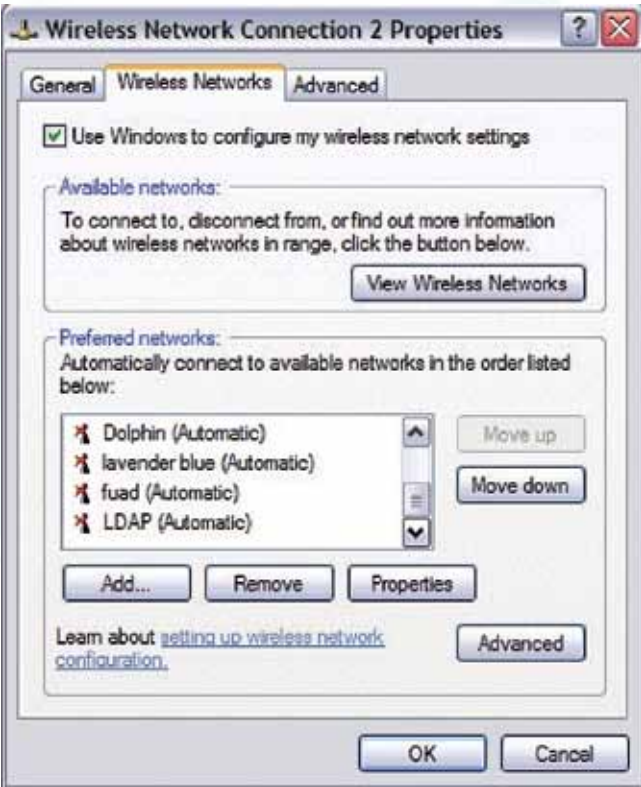 Wireless Network Connection 2 Properties
General Wireless Networks Advanced
Use Windows to configure my wireless network settings
Available networks:
To connect to, disconnect from, or find out more information
about wireless networks in range, click the button below.
View Wireless Networks
Preferred networks:
Automatically connect to available networks in the order listed
below:
Dolphin (Automatic)
lavender blue (Automatic)
fuad (Automatic)
LDAP (Automatic)
Move up
Move down
Add... Remove Properties
Learn about setting up wireless network
configuration.
Advanced
OK Cancel